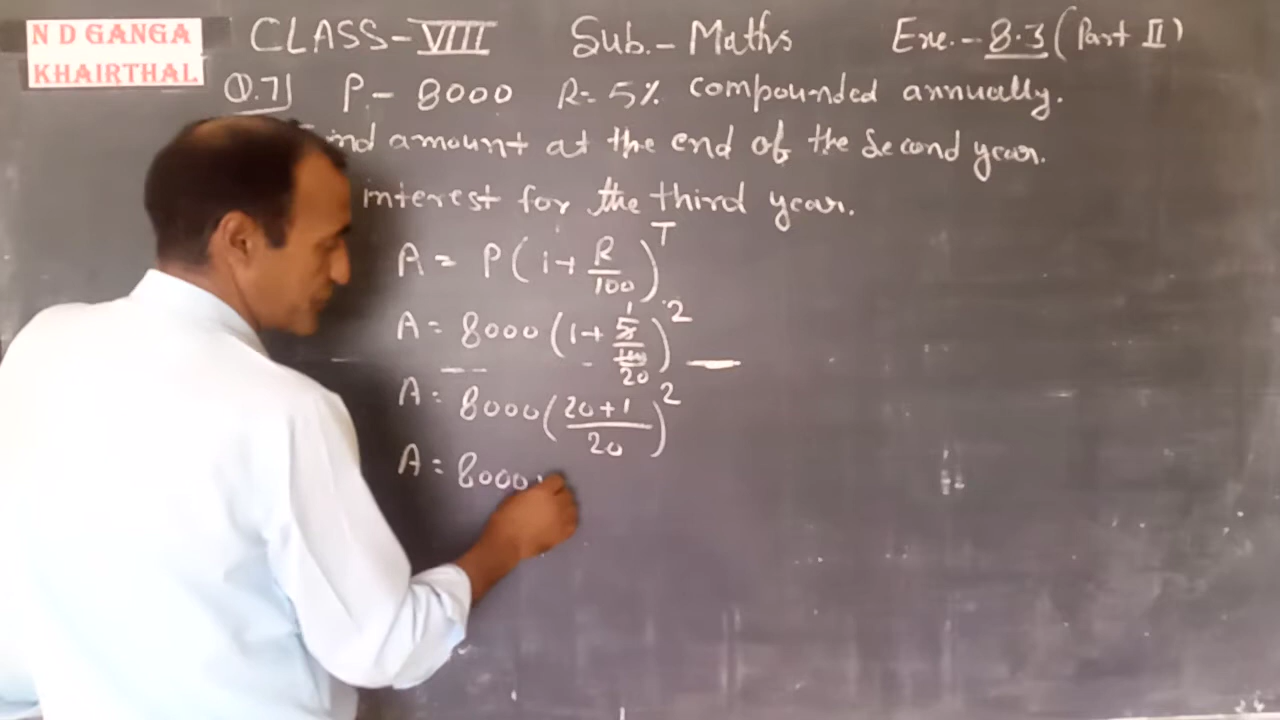 N D GANGA
KHAIRTHAL
CLASS-VIII Sub.- Maths Exe.- 8.3 (Part II)
Q.7] P.- 8000 R= 5% compounded annually.
amount at the end of the second year.
interest for the third year.
A = P(1+R/100)^T
A = 8000(1+5/100)^2
1
20
A = 8000(20+1/20)^2
A = 8000